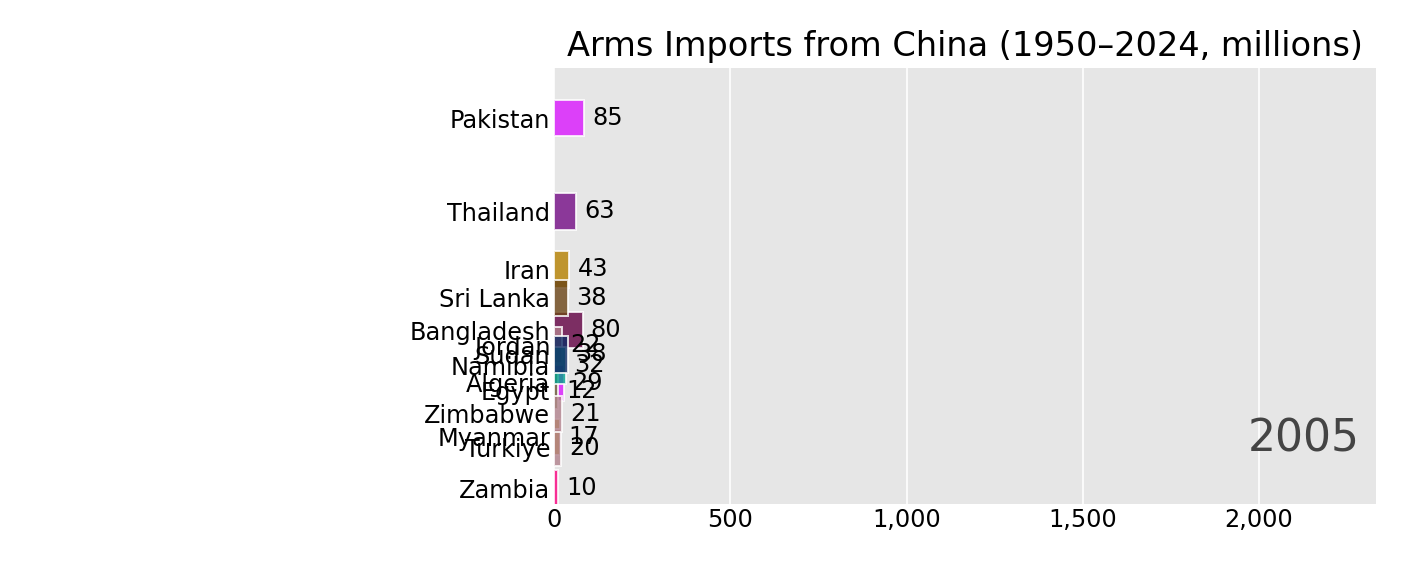 Arms Imports from China (1950–2024, millions)
Pakistan 85
Thailand 63
Iran 43
Sri Lanka 38
Bangladesh 80
Jordan 22
Sudan 38
Namibia 32
Algeria 29
Egypt 12
Zimbabwe 21
Myanmar 17
Türkiye 20
Zambia 10
2005
0 500 1,000 1,500 2,000